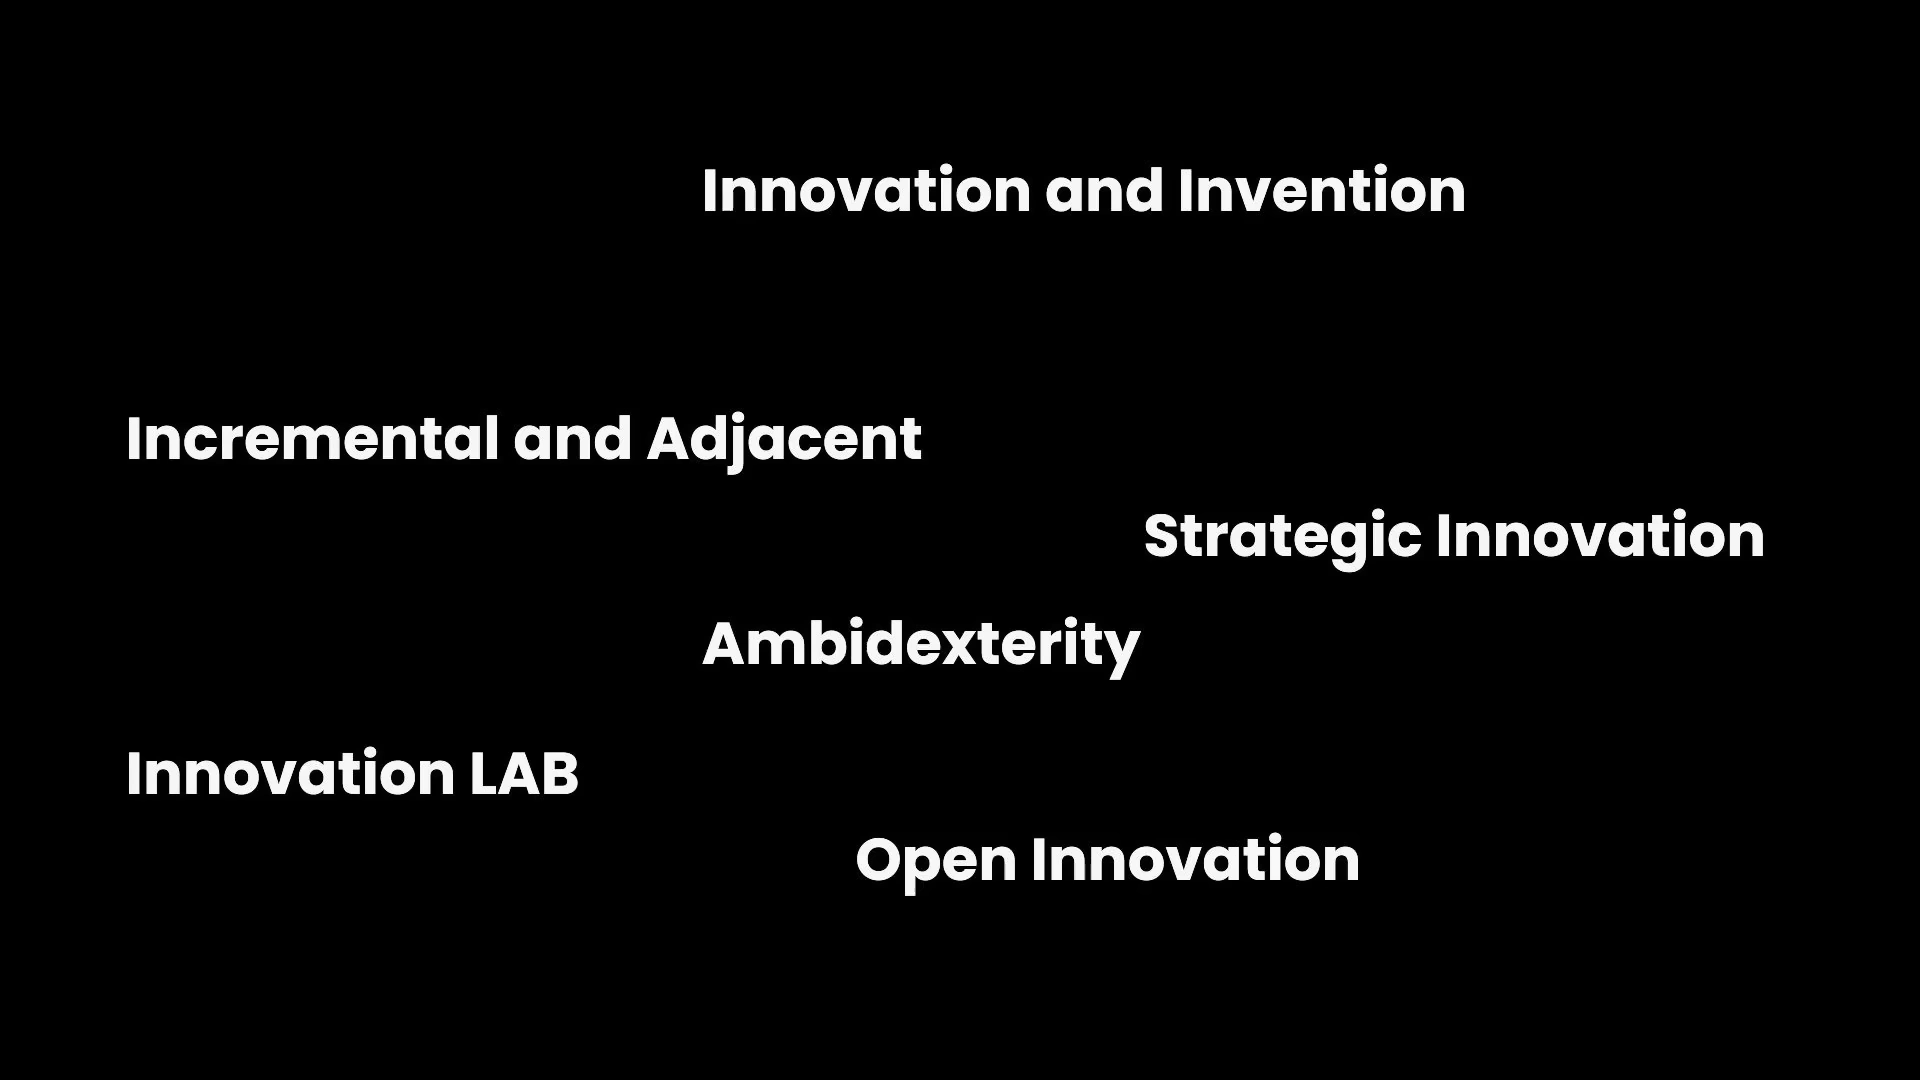 Innovation and Invention
Incremental and Adjacent
Strategic Innovation
Ambidexterity
Innovation LAB
Open Innovation